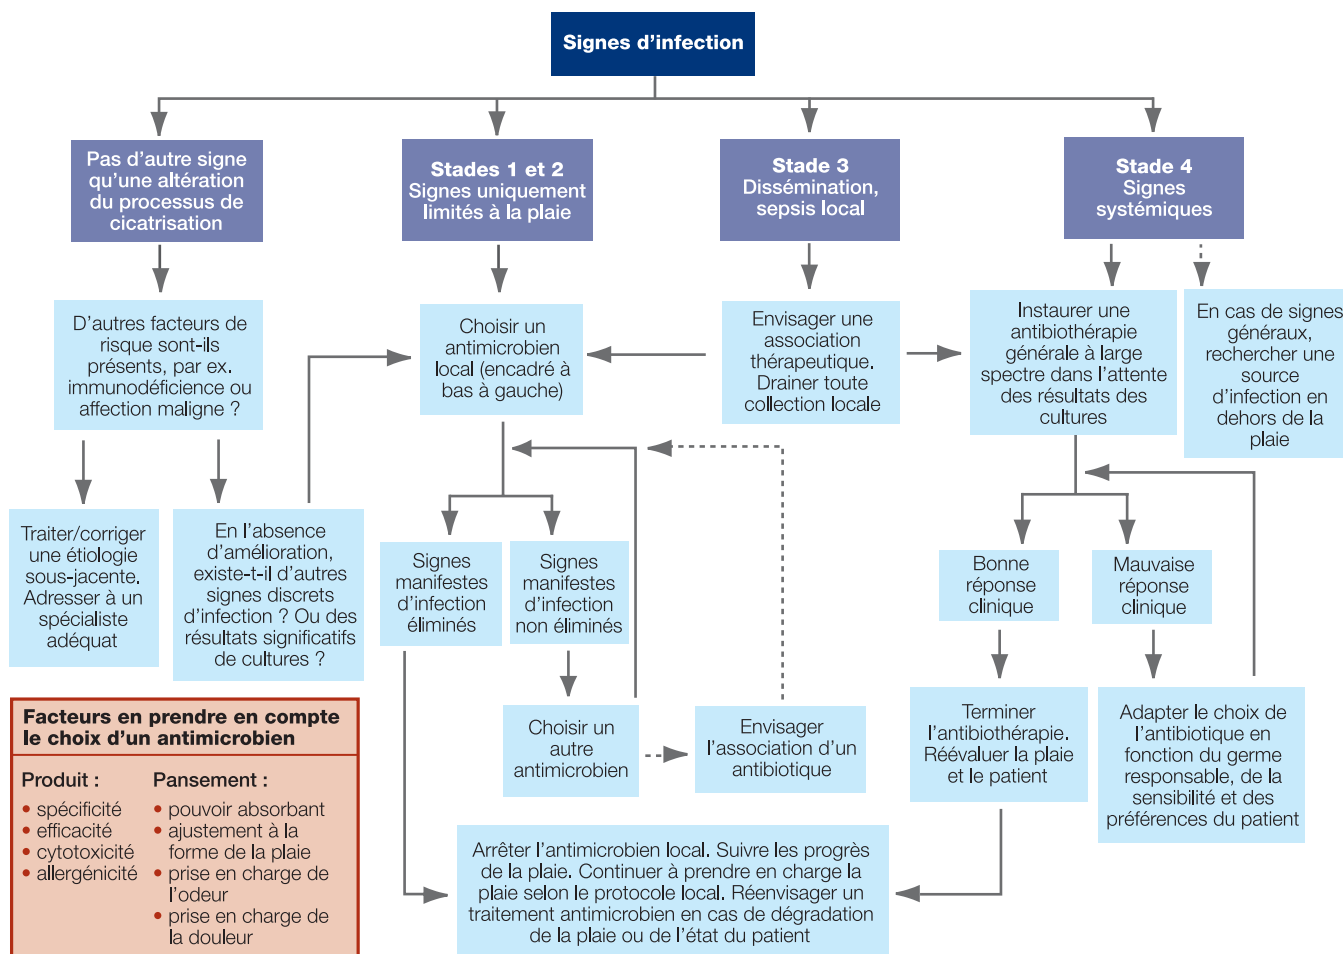 Signes d'infection
Pas d'autre signe
qu'une altération
du processus de
cicatrisation
Stades 1 et 2
Signes uniquement
limités à la plaie
Stade 3
Dissémination,
sepsis local
Stade 4
Signes
systémiques
D'autres facteurs de
risque sont-ils
présents, par ex.
immunodéficience ou
affection maligne ?
Choisir un
antimicrobien
local (encadré à
bas à gauche)
Envisager une
association
thérapeutique.
Drainer toute
collection locale
Instaurer une
antibiothérapie
générale à large
spectre dans l'attente
des résultats des
cultures
En cas de signes
généraux,
rechercher une
source
d'infection en
dehors de la
plaie
Traiter/corriger
une étiologie
sous-jacente.
Adresser à un
spécialiste
adéquat
En l'absence
d'amélioration,
existe-t-il d'autres
signes discrets
d'infection ? Ou des
résultats significatifs
de cultures ?
Signes
manifestes
d'infection
éliminés
Signes
manifestes
d'infection
non éliminés
Bonne
réponse
clinique
Mauvaise
réponse
clinique
Choisir un
autre
antimicrobien
Envisager
l'association d'un
antibiotique
Terminer
l'antibiothérapie.
Réévaluer la plaie
et le patient
Adapter le choix de
l'antibiotique en
fonction du germe
responsable, de la
sensibilité et des
préférences du patient
Facteurs en prendre en compte
le choix d'un antimicrobien
Produit :
• spécificité
• efficacité
• cytotoxicité
• allergénicité
Pansement :
• pouvoir absorbant
• ajustement à la
forme de la plaie
• prise en charge de
l'odeur
• prise en charge de
la douleur
Arrêter l'antimicrobien local. Suivre les progrès
de la plaie. Continuer à prendre en charge la
plaie selon le protocole local. Réenvisager un
traitement antimicrobien en cas de dégradation
de la plaie ou de l'état du patient